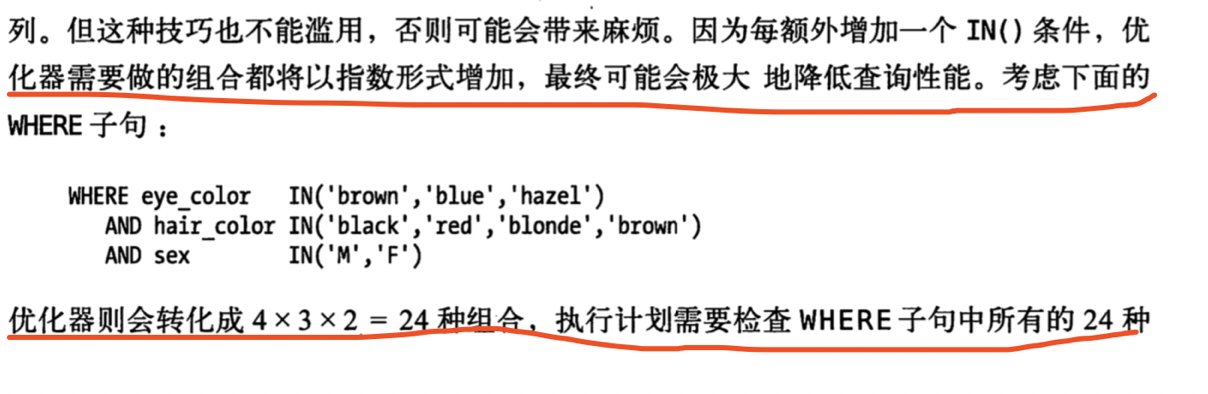 列。但这种技巧也不能滥用，否则可能会带来麻烦。因为每额外增加一个 IN() 条件，优
化器需要做的组合都将以指数形式增加，最终可能会极大 地降低查询性能。考虑下面的
WHERE 子句：
WHERE eye_color IN('brown','blue','hazel')
AND hair_color IN('black','red','blonde','brown')
AND sex IN('M','F')
优化器则会转化成 4 × 3 × 2 = 24 种组合，执行计划需要检查 WHERE 子句中所有的 24 种